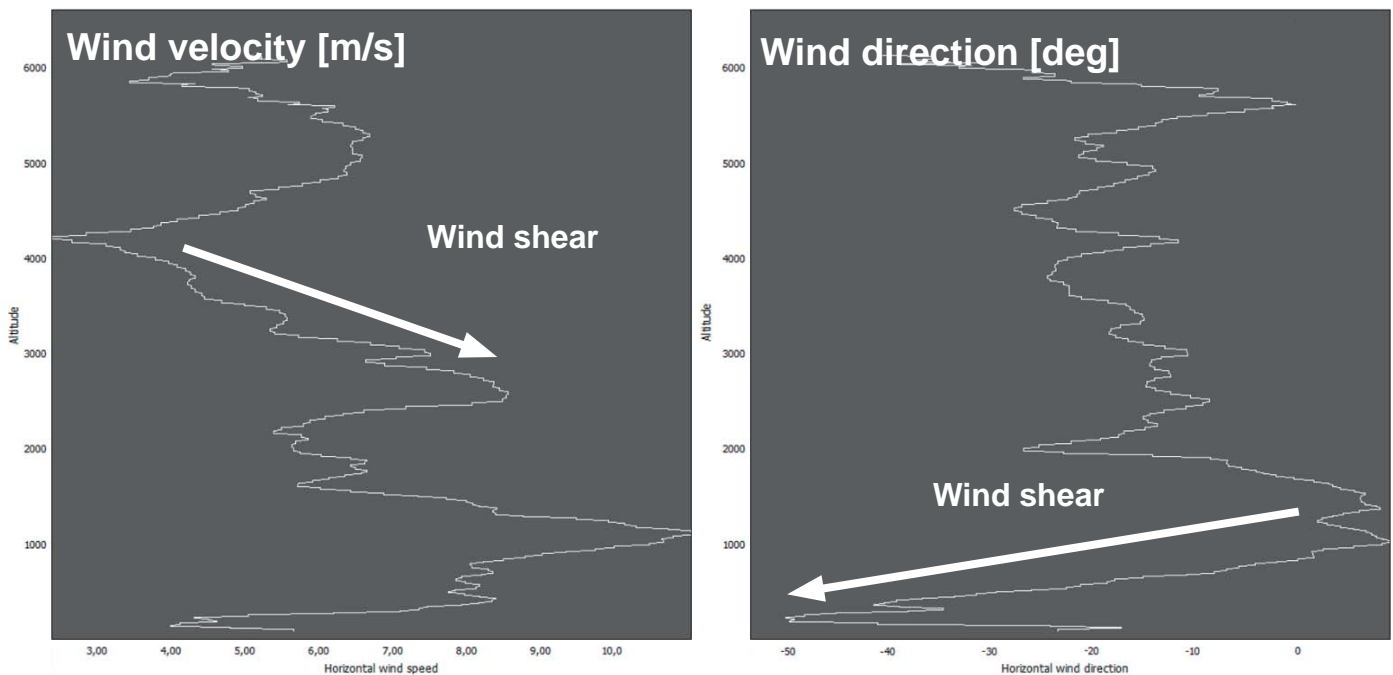 Wind velocity [m/s]
6000
5000
4000
3000
2000
1000
Altitude
Wind shear
3,00 4,00 5,00 6,00 7,00 8,00 9,00 10,0
Horizontal wind speed
Wind direction [deg]
6000
5000
4000
3000
2000
1000
Altitude
Wind shear
-50 -40 -30 -20 -10 0
Horizontal wind direction